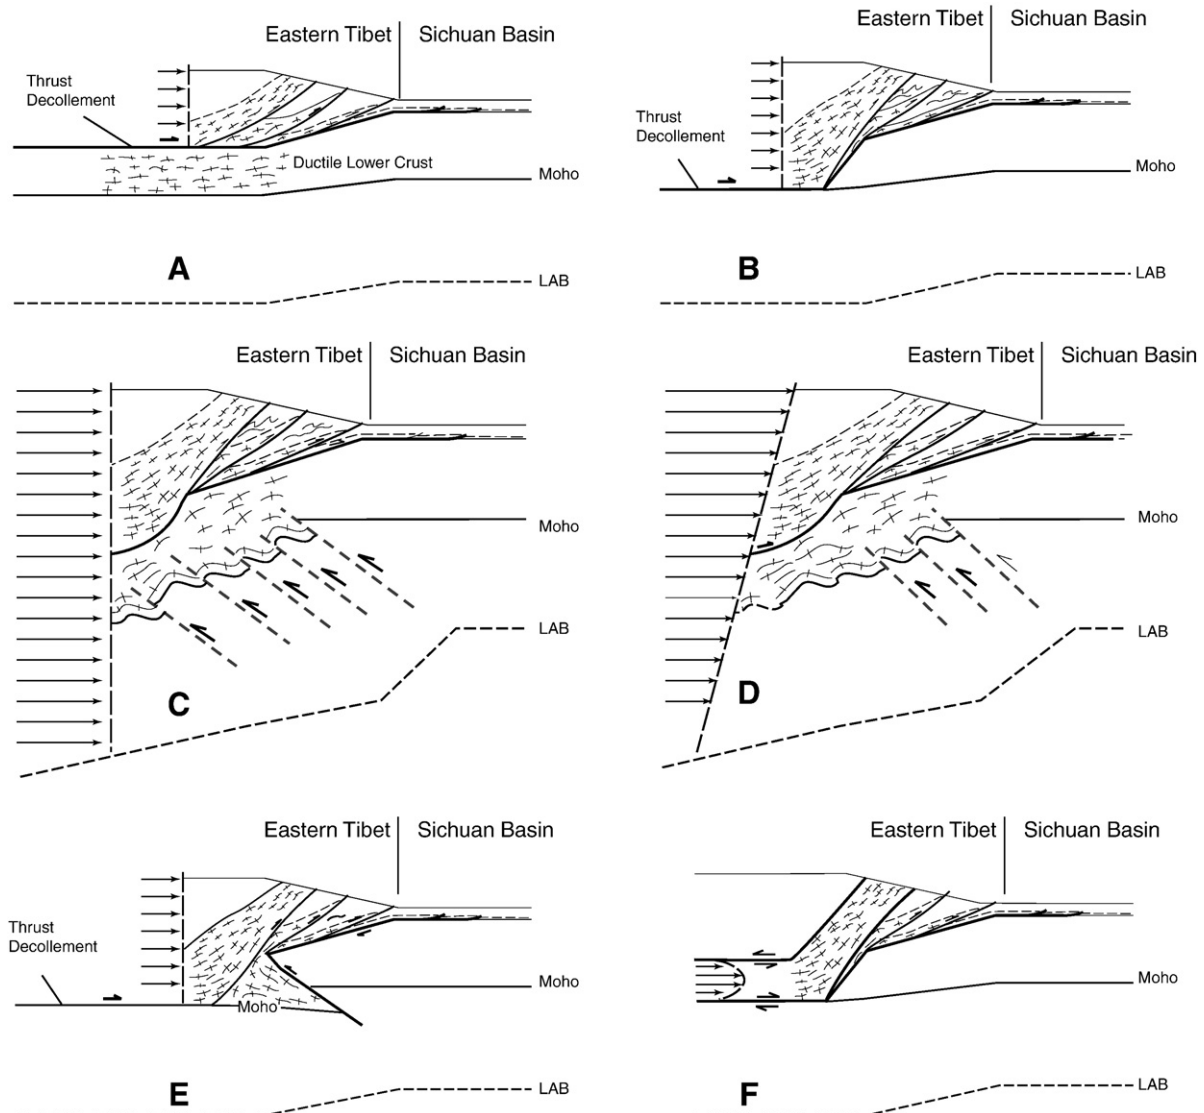 Eastern Tibet
Sichuan Basin
Thrust
Decollement
Ductile Lower Crust
Moho
A
LAB
Eastern Tibet
Sichuan Basin
Thrust
Decollement
Moho
B
LAB
Eastern Tibet
Sichuan Basin
Moho
LAB
C
Eastern Tibet
Sichuan Basin
Moho
LAB
D
Eastern Tibet
Sichuan Basin
Thrust
Decollement
Moho
Moho
E
LAB
Eastern Tibet
Sichuan Basin
Moho
F
LAB